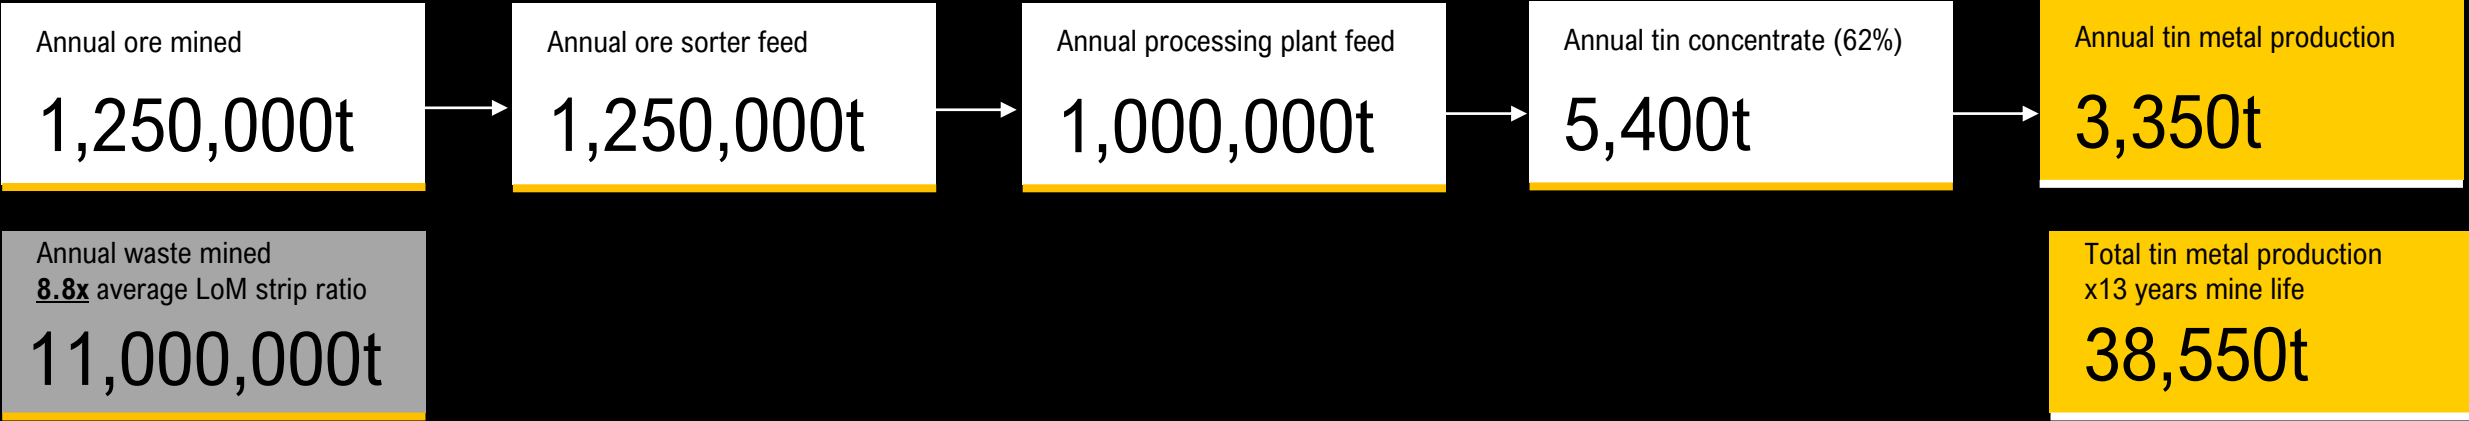 Annual ore mined
1,250,000t
Annual ore sorter feed
1,250,000t
Annual processing plant feed
1,000,000t
Annual tin concentrate (62%)
5,400t
Annual tin metal production
3,350t
Annual waste mined
8.8x average LoM strip ratio
11,000,000t
Total tin metal production
x13 years mine life
38,550t